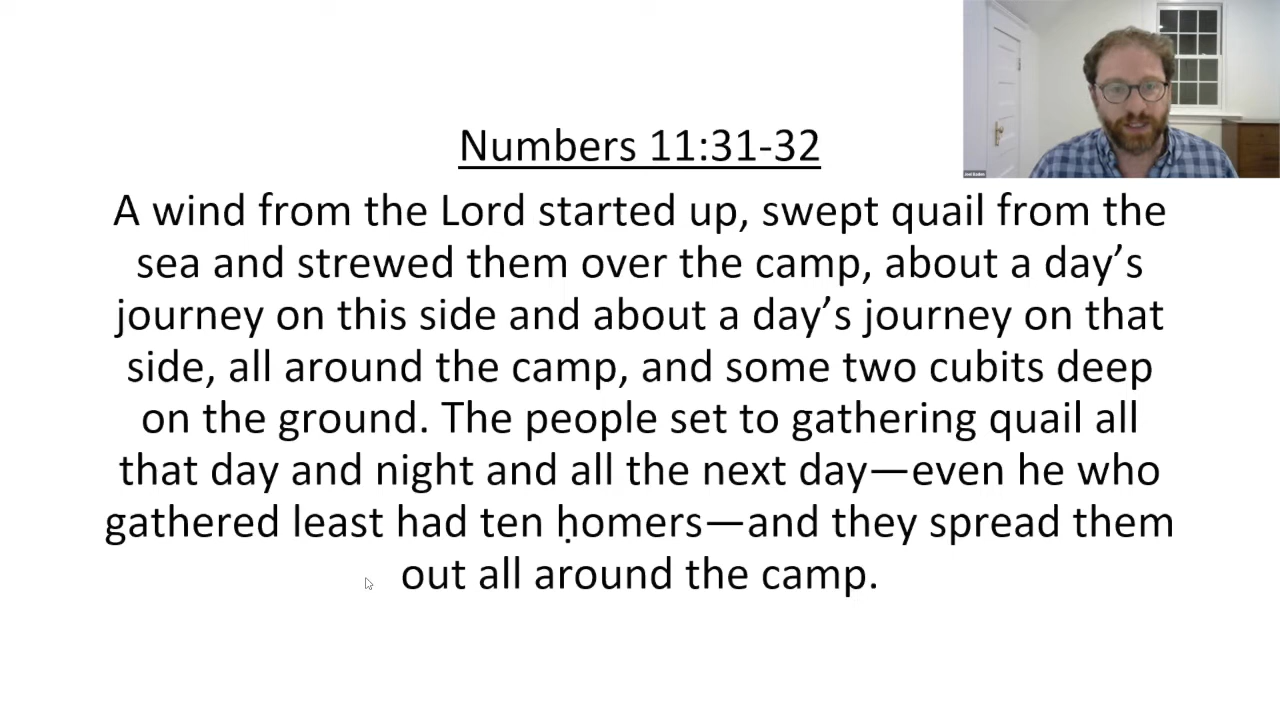 Numbers 11:31-32
A wind from the Lord started up, swept quail from the
sea and strewed them over the camp, about a day’s
journey on this side and about a day’s journey on that
side, all around the camp, and some two cubits deep
on the ground. The people set to gathering quail all
that day and night and all the next day—even he who
gathered least had ten ḥomers—and they spread them
out all around the camp.